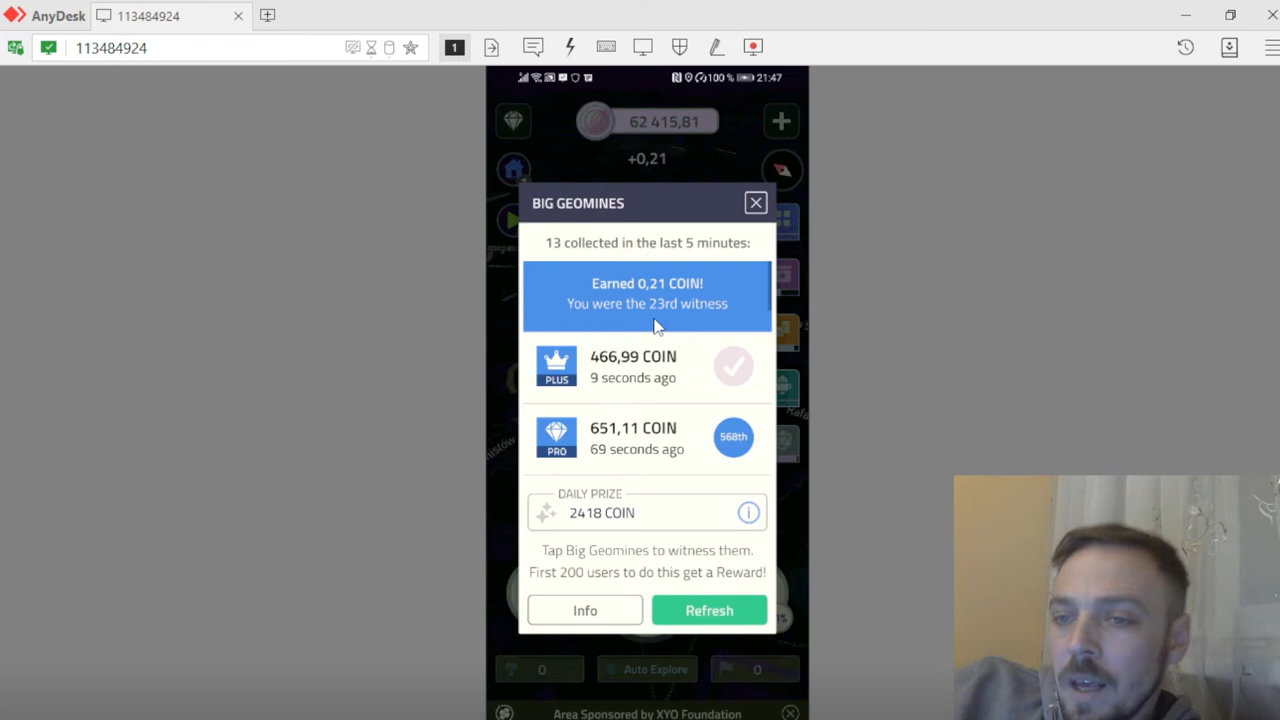 AnyDesk
113484924
113484924
1
100 %
21:47
62 415,81
+0,21
BIG GEOMINES
13 collected in the last 5 minutes:
Earned 0,21 COIN!
You were the 23rd witness
PLUS
466,99 COIN
9 seconds ago
PRO
651,11 COIN
69 seconds ago
568th
DAILY PRIZE
2418 COIN
Tap Big Geomines to witness them.
First 200 users to do this get a Reward!
Info
Refresh
0
Auto Explore
0
Area Sponsored by XYO Foundation